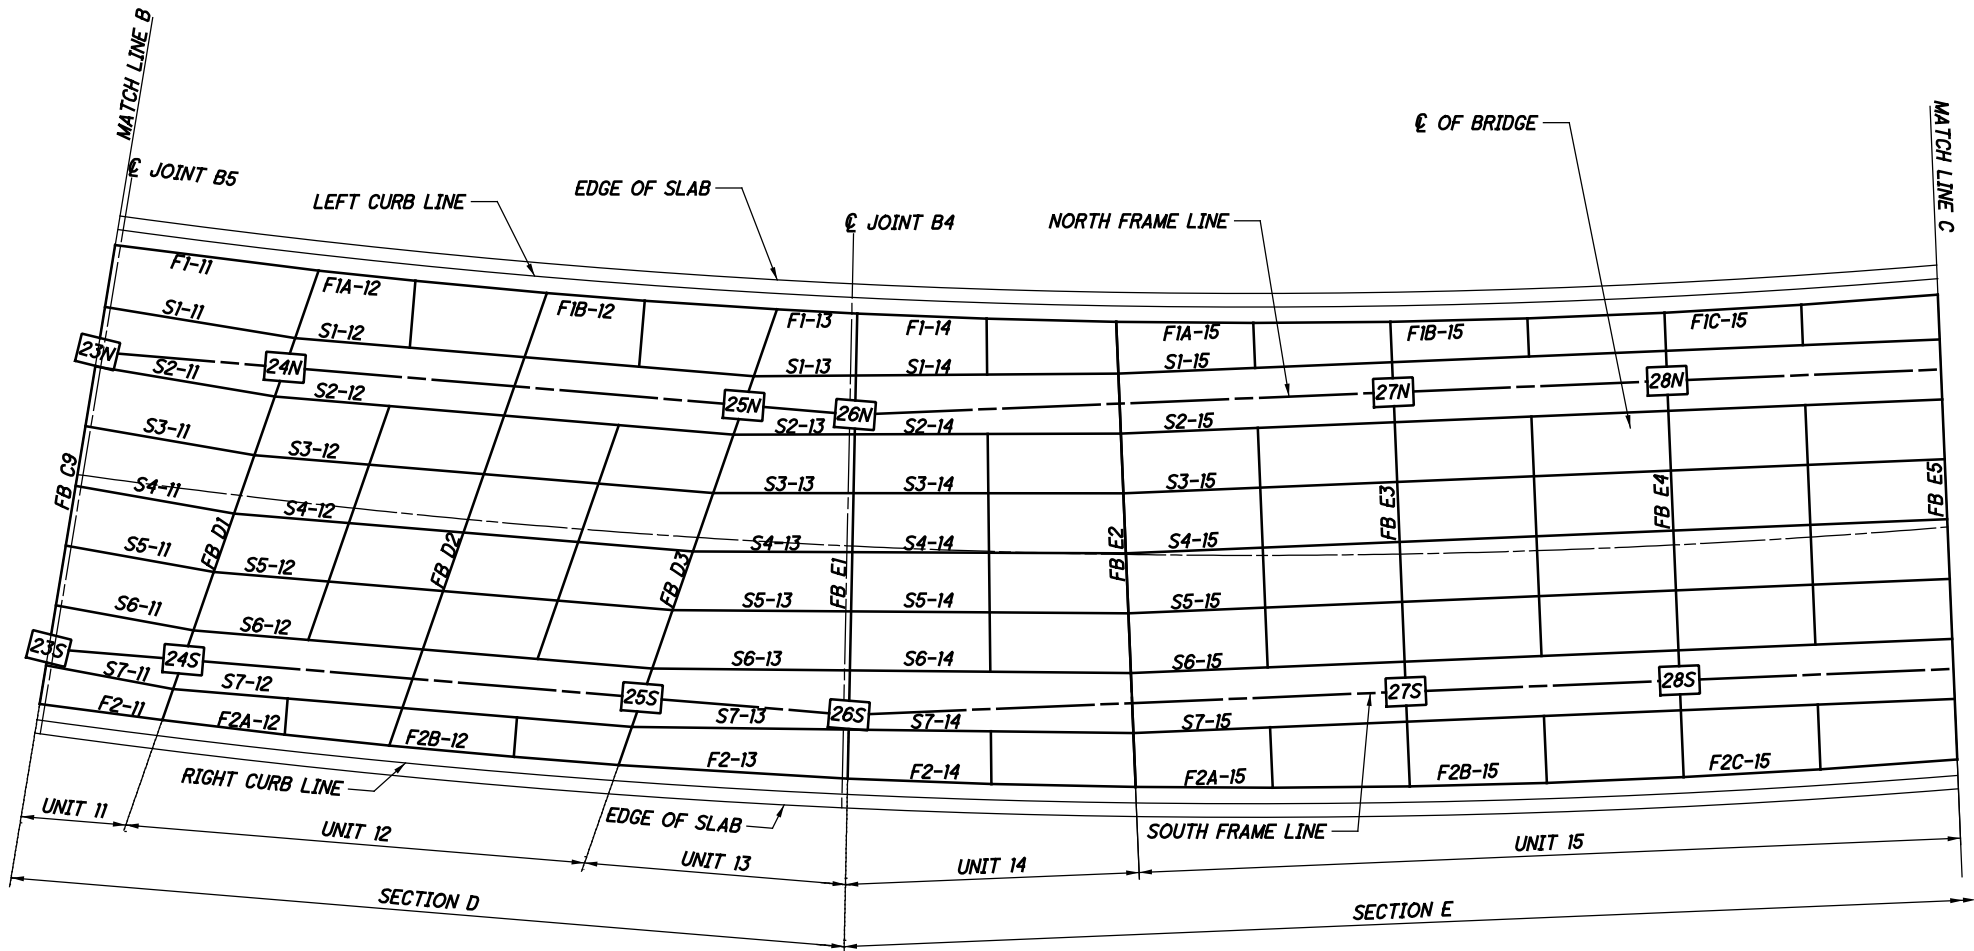 MATCH LINE B
℄ JOINT B5
LEFT CURB LINE
EDGE OF SLAB
℄ JOINT B4
NORTH FRAME LINE
℄ OF BRIDGE
MATCH LINE C
F1-11
F1A-12
F1B-12
F1-13
F1-14
F1A-15
F1B-15
F1C-15
S1-11
S1-12
S1-13
S1-14
S1-15
23N
24N
25N
26N
27N
28N
S2-11
S2-12
S2-13
S2-14
S2-15
S3-11
S3-12
S3-13
S3-14
S3-15
FB C9
FB D1
FB D2
FB D3
FB E1
FB E2
FB E3
FB E4
FB E5
S4-11
S4-12
S4-13
S4-14
S4-15
S5-11
S5-12
S5-13
S5-14
S5-15
S6-11
S6-12
S6-13
S6-14
S6-15
23S
24S
25S
26S
27S
28S
S7-11
S7-12
S7-13
S7-14
S7-15
F2-11
F2A-12
F2B-12
F2-13
F2-14
F2A-15
F2B-15
F2C-15
RIGHT CURB LINE
EDGE OF SLAB
SOUTH FRAME LINE
UNIT 11
UNIT 12
UNIT 13
UNIT 14
UNIT 15
SECTION D
SECTION E